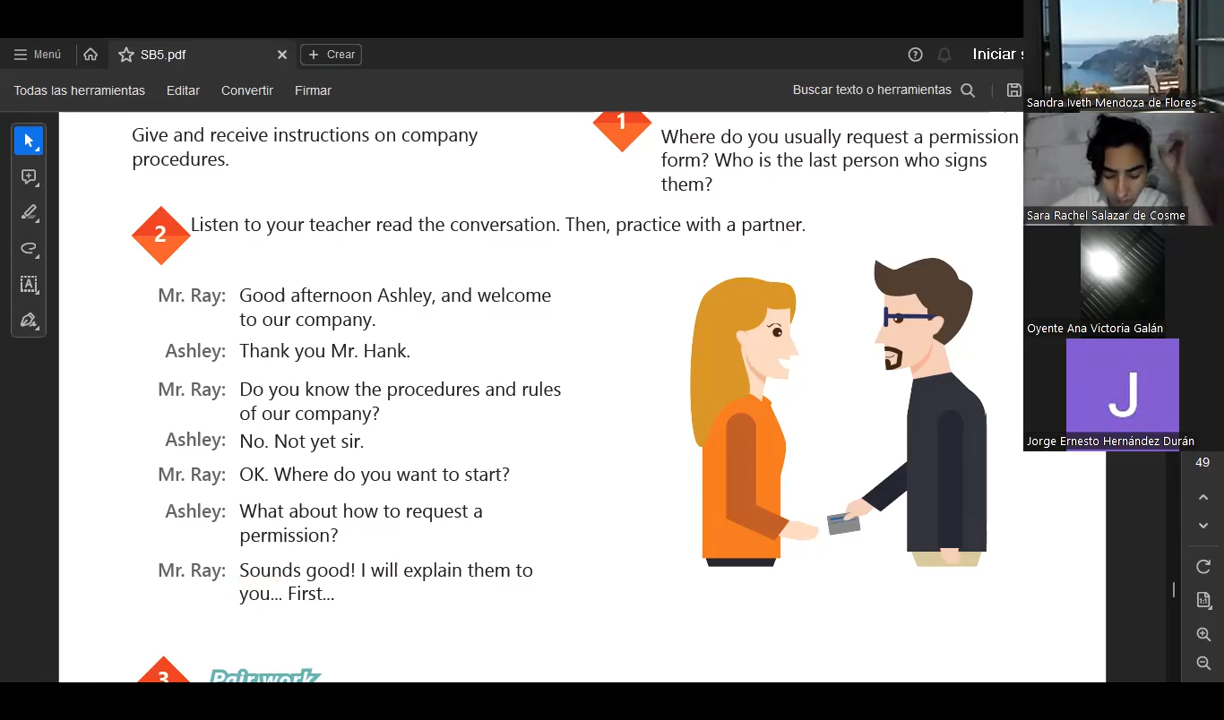 Menú
SB5.pdf
Crear
Iniciar s
Todas las herramientas
Editar
Convertir
Firmar
Buscar texto o herramientas
Give and receive instructions on company
procedures.
1
Where do you usually request a permission
form? Who is the last person who signs
them?
2
Listen to your teacher read the conversation. Then, practice with a partner.
Mr. Ray: Good afternoon Ashley, and welcome
to our company.
Ashley: Thank you Mr. Hank.
Mr. Ray: Do you know the procedures and rules
of our company?
Ashley: No. Not yet sir.
Mr. Ray: OK. Where do you want to start?
Ashley: What about how to request a
permission?
Mr. Ray: Sounds good! I will explain them to
you... First...
3
Pair work
Sandra Iveth Mendoza de Flores
Sara Rachel Salazar de Cosme
Oyente Ana Victoria Galán
J
Jorge Ernesto Hernández Durán
49
1:1